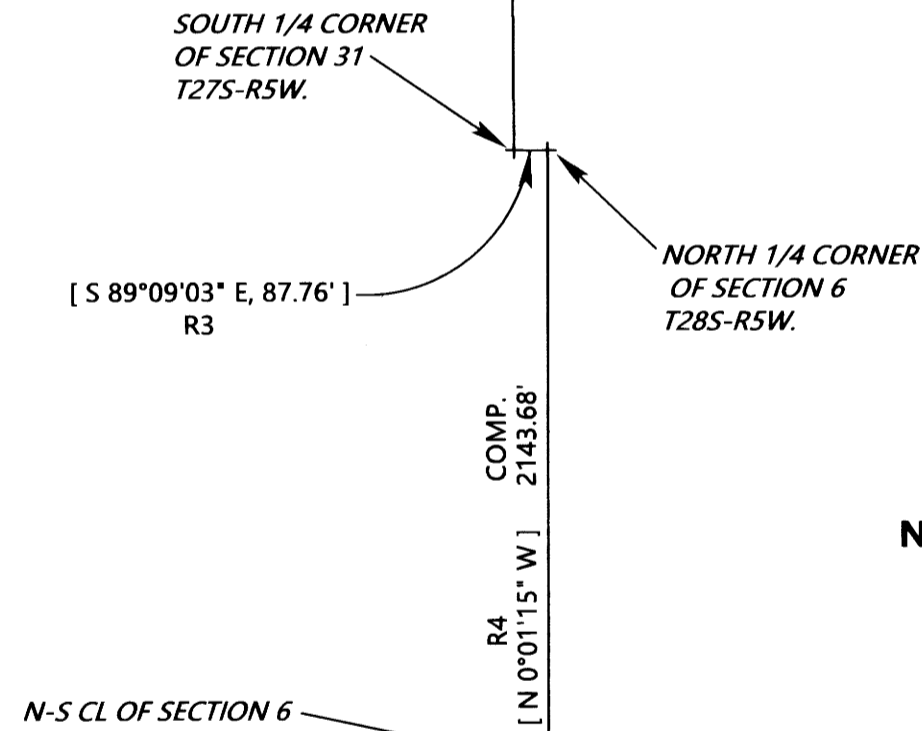 SOUTH 1/4 CORNER
OF SECTION 31
T27S-R5W.
NORTH 1/4 CORNER
OF SECTION 6
T28S-R5W.
[ S 89°09'03" E, 87.76' ]
R3
COMP.
2143.68'
R4
[ N 0°01'15" W ]
N
N-S CL OF SECTION 6